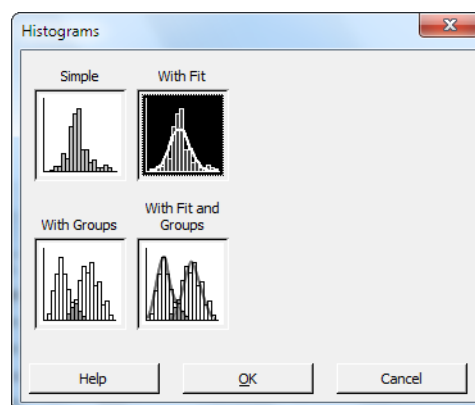 Histograms
Simple
With Fit
With Groups
With Fit and
Groups
Help
OK
Cancel